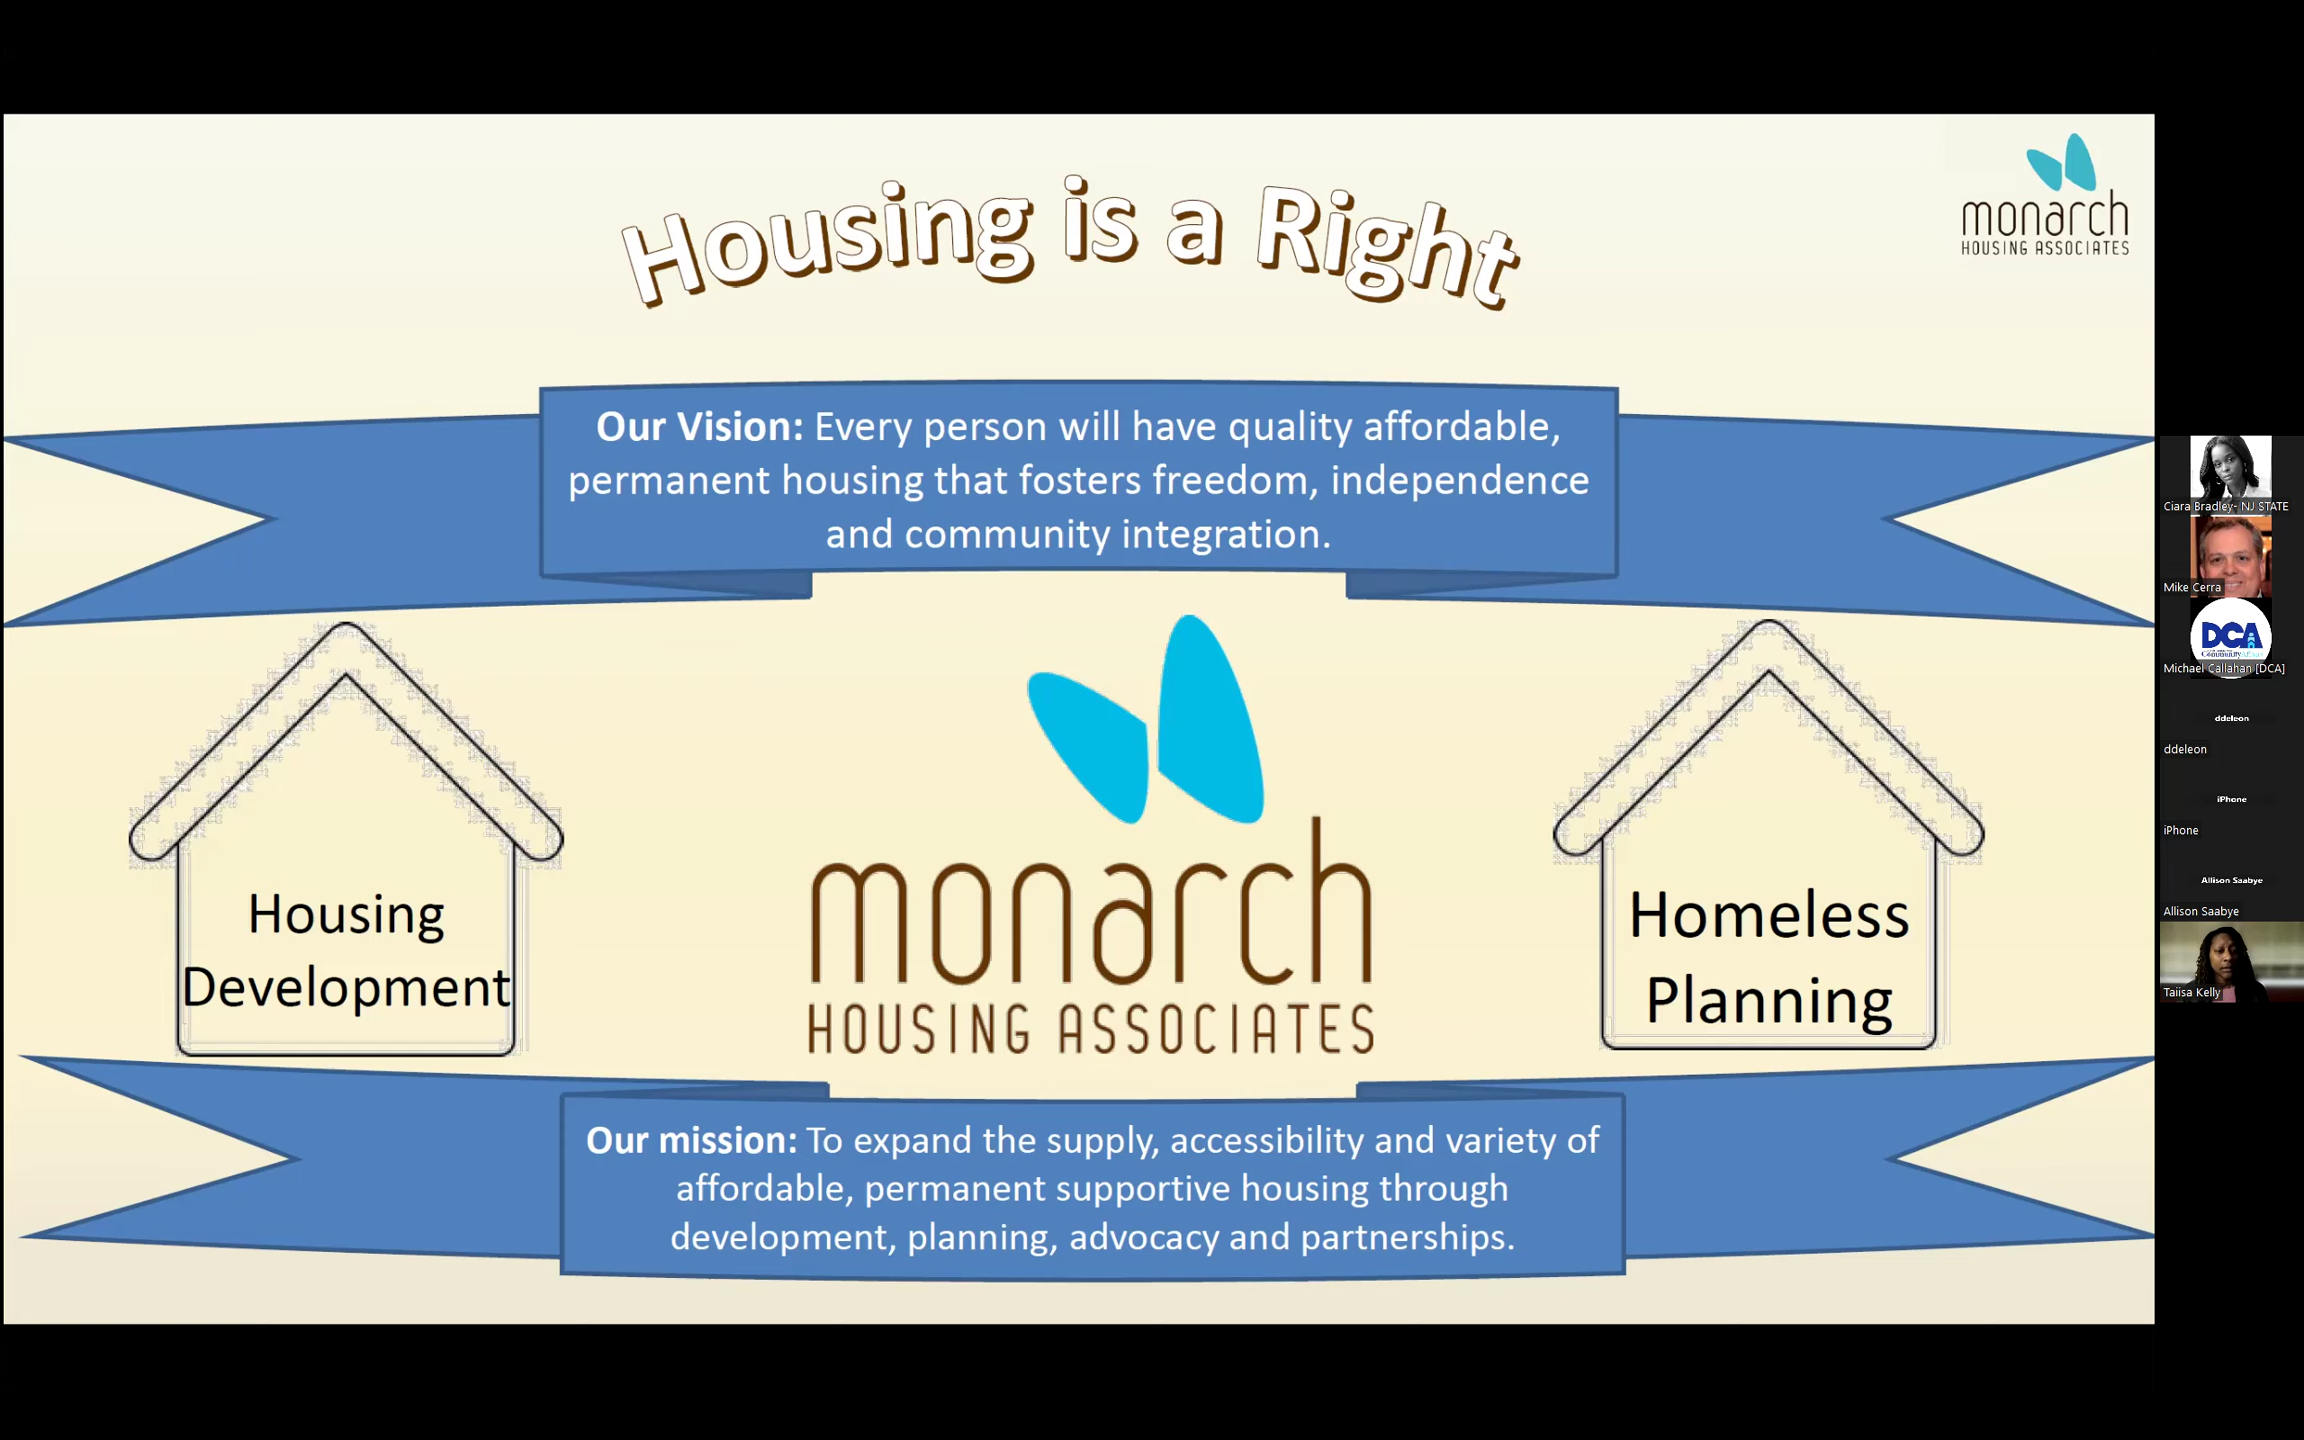 Housing is a Right
monarch
HOUSING ASSOCIATES
Our Vision: Every person will have quality affordable,
permanent housing that fosters freedom, independence
and community integration.
Housing
Development
monarch
HOUSING ASSOCIATES
Homeless
Planning
Our mission: To expand the supply, accessibility and variety of
affordable, permanent supportive housing through
development, planning, advocacy and partnerships.
Ciara Bradley- NJ STATE
Mike Cerra
DCA
Michael Callahan [DCA]
ddeleon
ddeleon
iPhone
iPhone
Allison Saabye
Allison Saabye
Taiisa Kelly